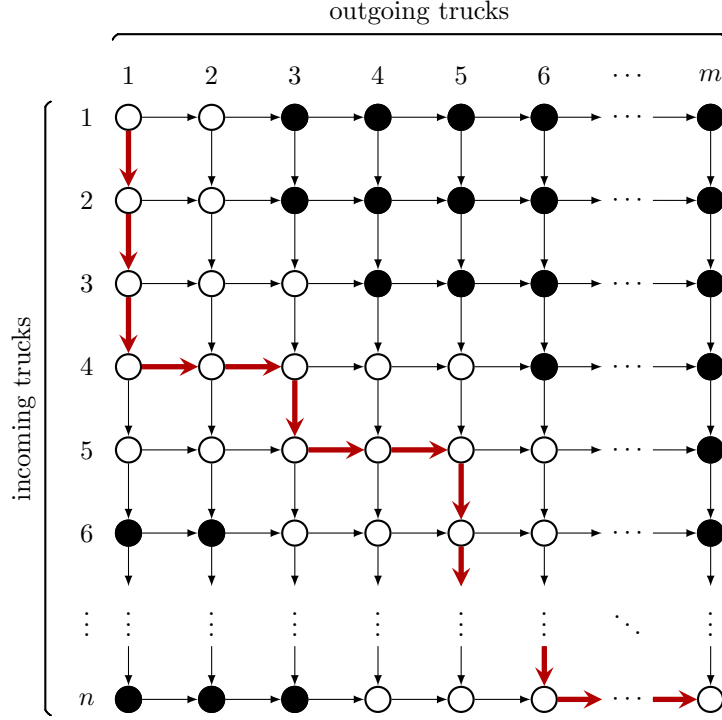 outgoing trucks
1 2 3 4 5 6 ⋯ m
incoming trucks
1 ⋯
2 ⋯
3 ⋯
4 ⋯
5 ⋯
6 ⋯
⋮ ⋮ ⋮ ⋮ ⋮ ⋮ ⋮ ⋱ ⋮
n ⋯